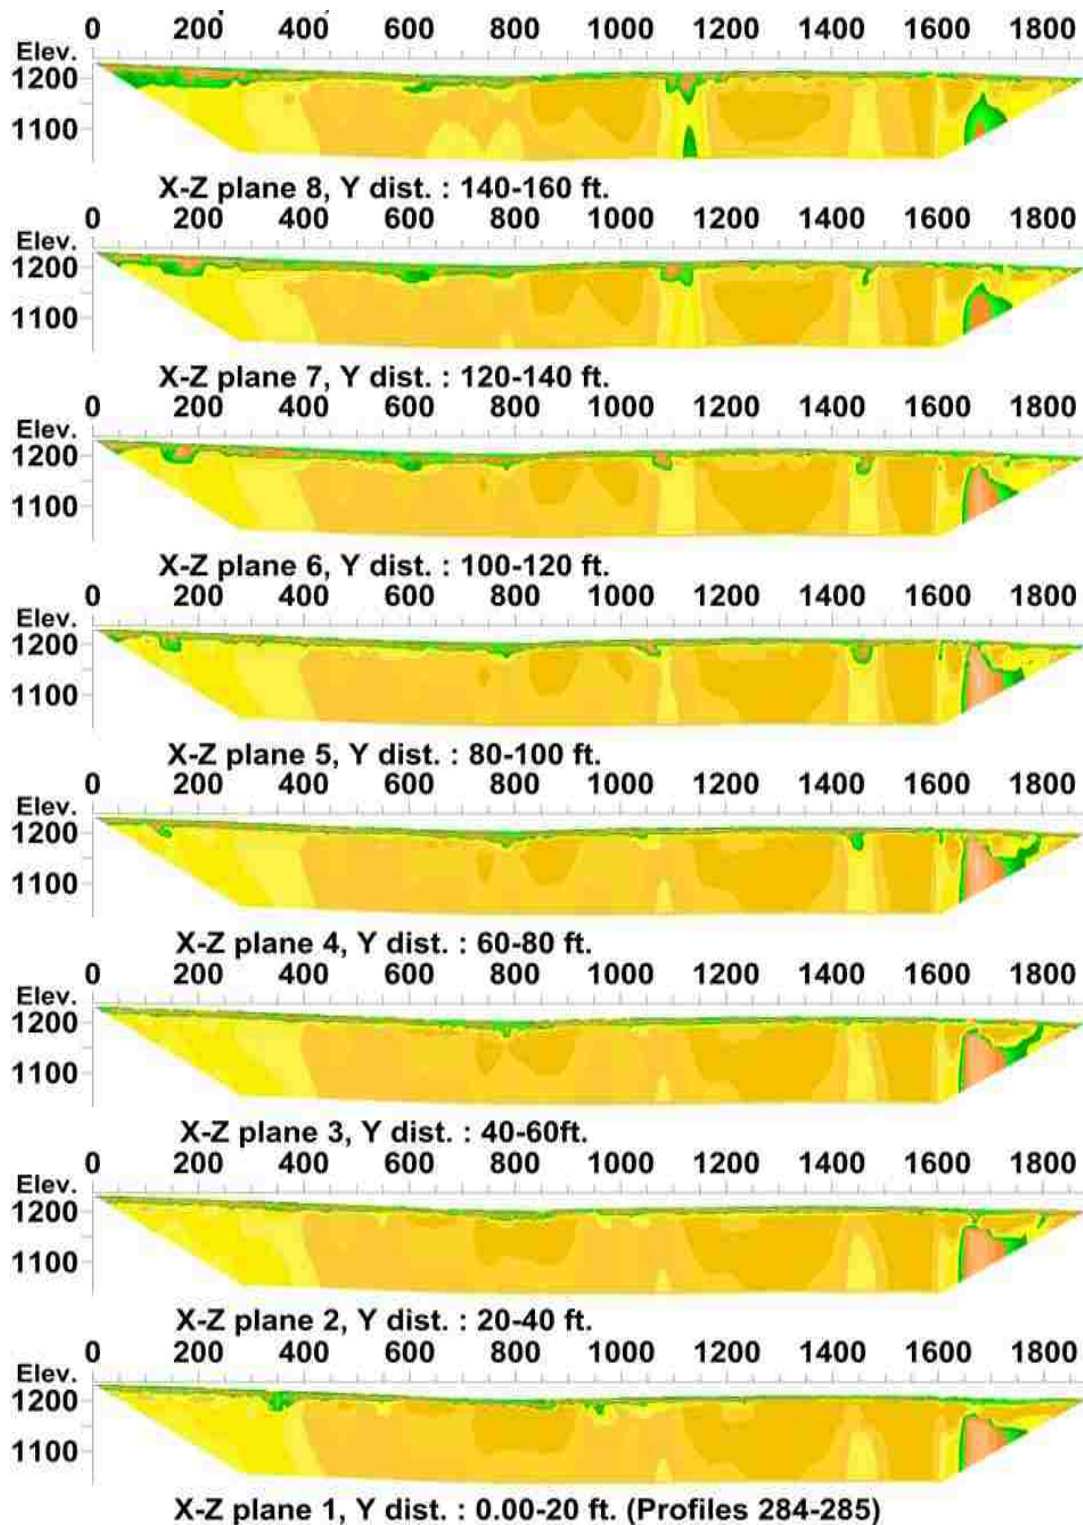 0 200 400 600 800 1000 1200 1400 1600 1800
Elev.
1200
1100
X-Z plane 8, Y dist. : 140-160 ft.
0 200 400 600 800 1000 1200 1400 1600 1800
Elev.
1200
1100
X-Z plane 7, Y dist. : 120-140 ft.
0 200 400 600 800 1000 1200 1400 1600 1800
Elev.
1200
1100
X-Z plane 6, Y dist. : 100-120 ft.
0 200 400 600 800 1000 1200 1400 1600 1800
Elev.
1200
1100
X-Z plane 5, Y dist. : 80-100 ft.
0 200 400 600 800 1000 1200 1400 1600 1800
Elev.
1200
1100
X-Z plane 4, Y dist. : 60-80 ft.
0 200 400 600 800 1000 1200 1400 1600 1800
Elev.
1200
1100
X-Z plane 3, Y dist. : 40-60ft.
0 200 400 600 800 1000 1200 1400 1600 1800
Elev.
1200
1100
X-Z plane 2, Y dist. : 20-40 ft.
0 200 400 600 800 1000 1200 1400 1600 1800
Elev.
1200
1100
X-Z plane 1, Y dist. : 0.00-20 ft. (Profiles 284-285)